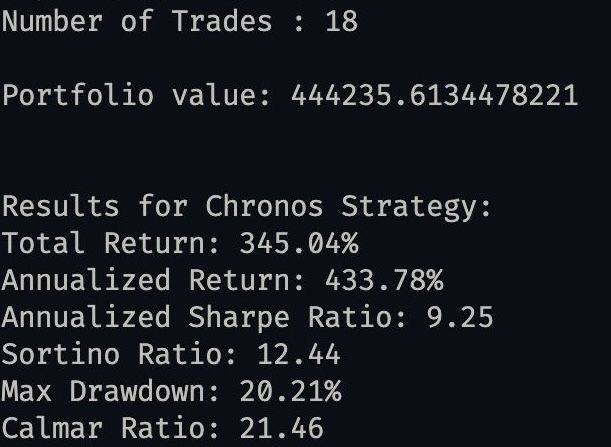 Number of Trades : 18
Portfolio value: 444235.6134478221
Results for Chronos Strategy:
Total Return: 345.04%
Annualized Return: 433.78%
Annualized Sharpe Ratio: 9.25
Sortino Ratio: 12.44
Max Drawdown: 20.21%
Calmar Ratio: 21.46